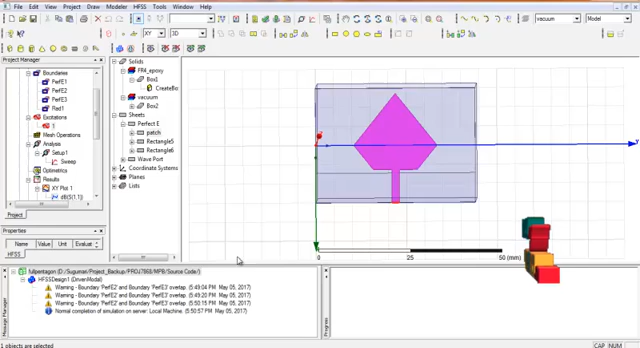 File Edit View Project Draw Modeler HFSS Tools Window Help
vacuum Model
XY 3D
Project Manager
Boundaries
PerfE1
PerfE2
PerfE3
Rad1
Excitations
1
Mesh Operations
Analysis
Setup1
Sweep
Optimetrics
Results
XY Plot 1
dB(S(1,1))
Project
Properties
Name Value Unit Evaluat
HFSS
Solids
FR4_epoxy
Box1
CreateBo
vacuum
Box2
Sheets
Perfect E
patch
Rectangle5
Rectangle6
Wave Port
Coordinate Systems
Planes
Lists
Y
0 25 50 (mm)
Message Manager
fullpentagon (D:/Sugumar/Project_Backup/PROJ7868/MPB/Source Code/)
HFSSDesign1 (DrivenModal)
Warning - Boundary 'PerfE2' and Boundary 'PerfE3' overlap. (5:49:04 PM May 05, 2017)
Warning - Boundary 'PerfE2' and Boundary 'PerfE3' overlap. (5:49:20 PM May 05, 2017)
Warning - Boundary 'PerfE2' and Boundary 'PerfE3' overlap. (5:50:15 PM May 05, 2017)
Normal completion of simulation on server: Local Machine. (5:50:57 PM May 05, 2017)
Progress
1 objects are selected
CAP NUM